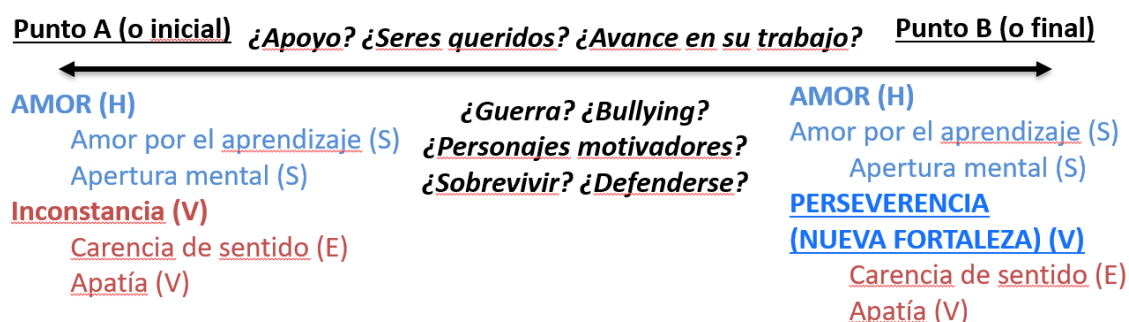 Punto A (o inicial)
¿Apoyo? ¿Seres queridos? ¿Avance en su trabajo?
Punto B (o final)
AMOR (H)
Amor por el aprendizaje (S)
Apertura mental (S)
Inconstancia (V)
Carencia de sentido (E)
Apatía (V)
¿Guerra? ¿Bullying?
¿Personajes motivadores?
¿Sobrevivir? ¿Defenderse?
AMOR (H)
Amor por el aprendizaje (S)
Apertura mental (S)
PERSEVERENCIA
(NUEVA FORTALEZA) (V)
Carencia de sentido (E)
Apatía (V)